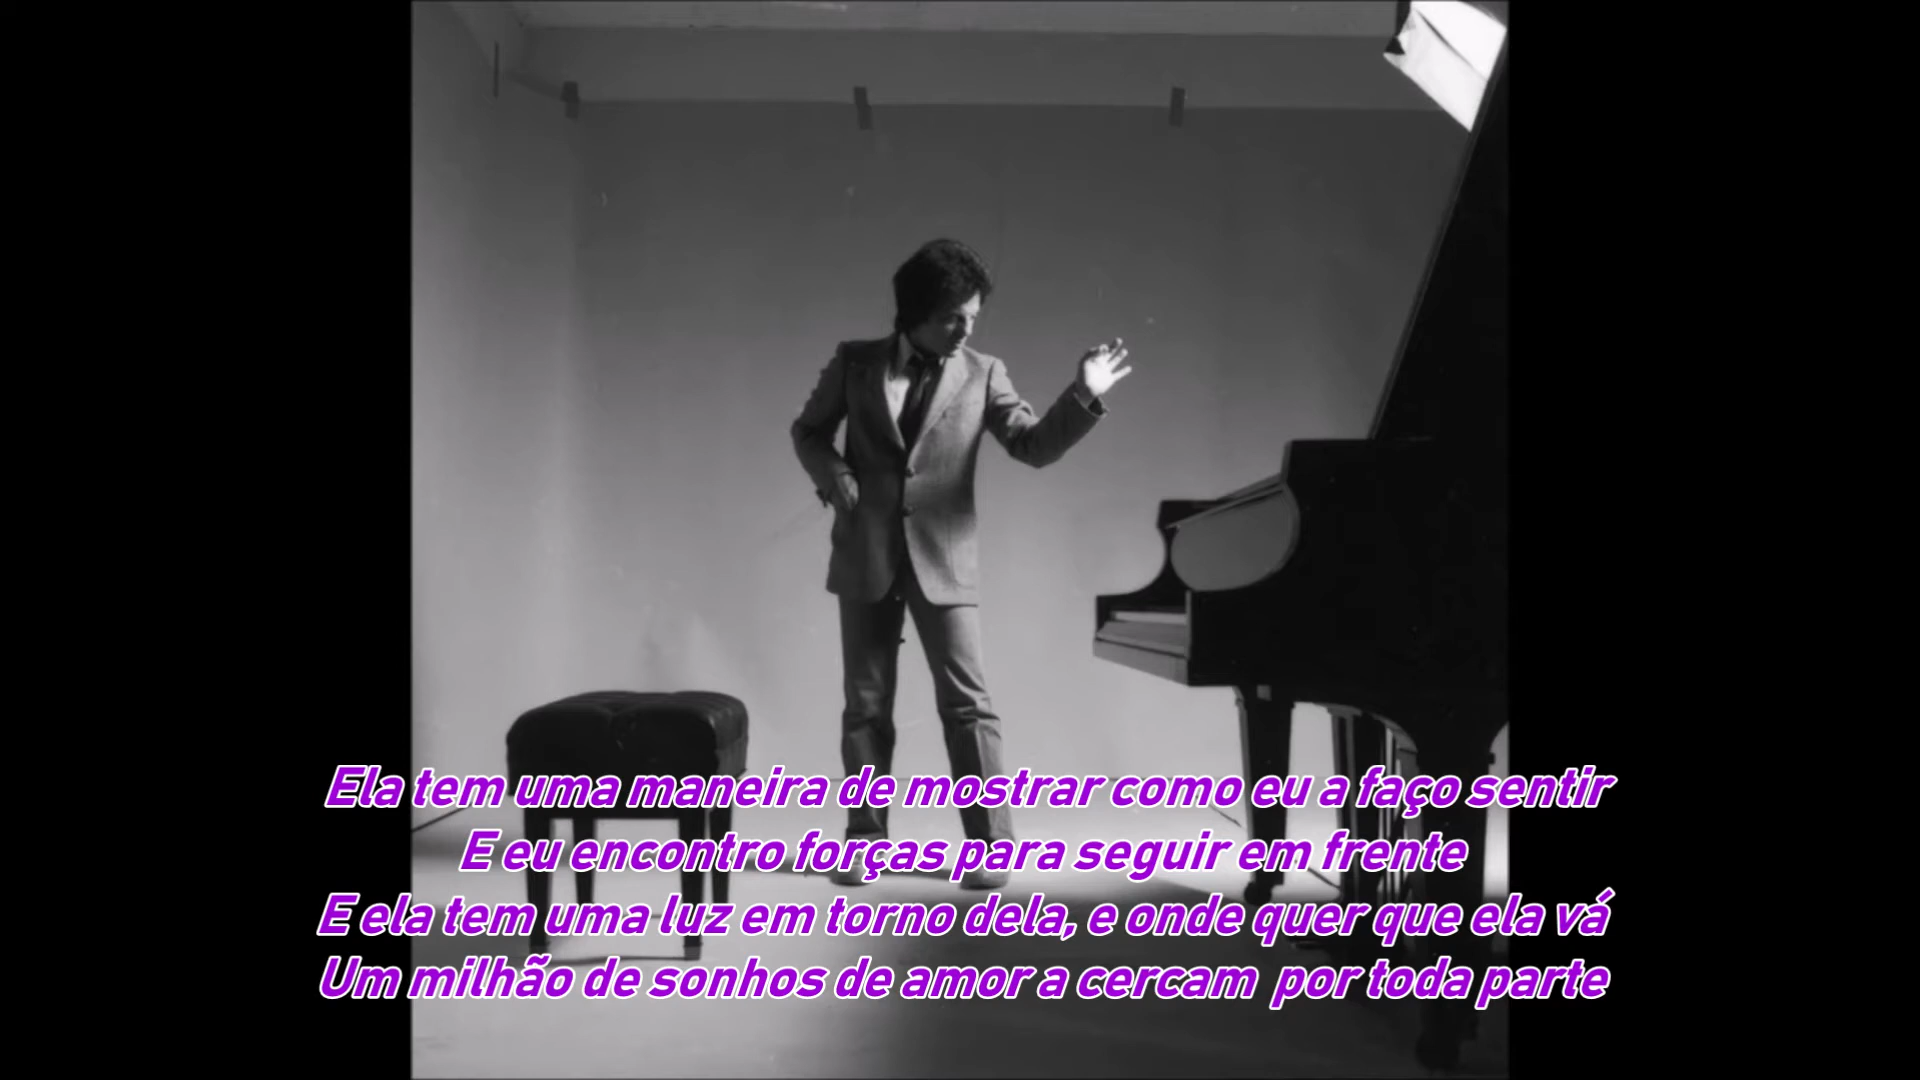 Ela tem uma maneira de mostrar como eu a faço sentir
E eu encontro forças para seguir em frente
E ela tem uma luz em torno dela, e onde quer que ela vá
Um milhão de sonhos de amor a cercam por toda parte